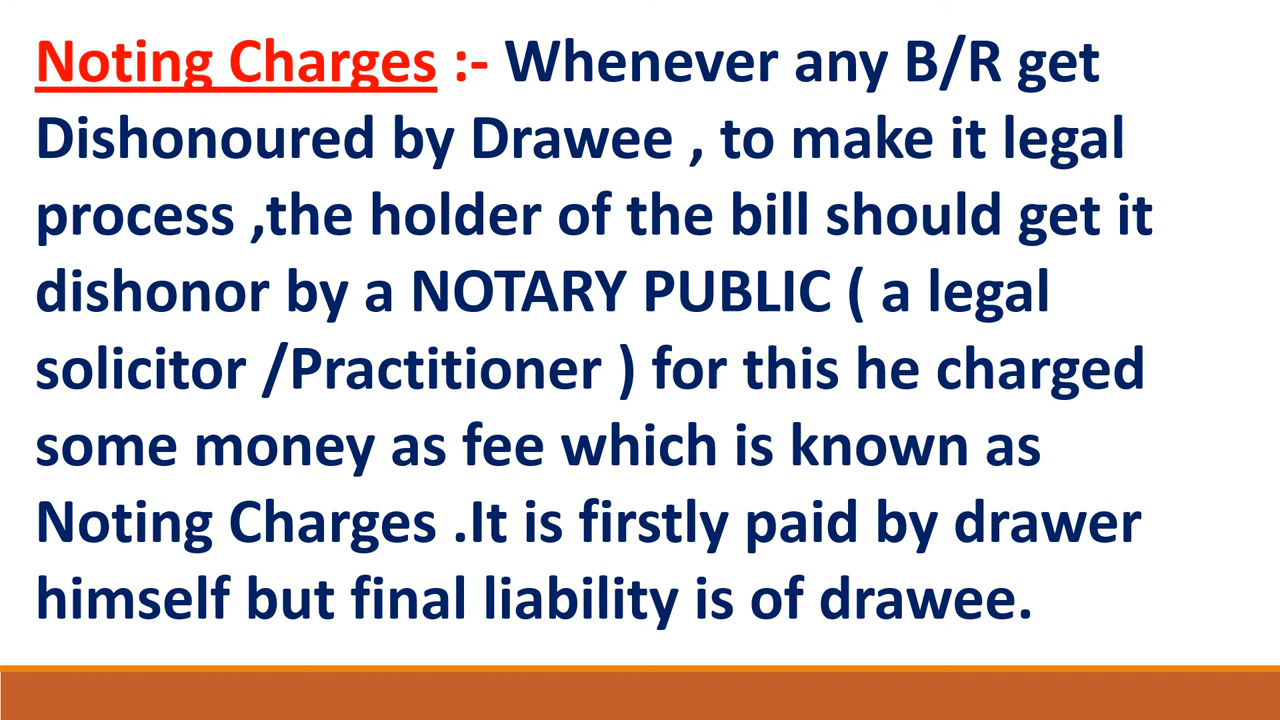 Noting Charges :- Whenever any B/R get
Dishonoured by Drawee , to make it legal
process ,the holder of the bill should get it
dishonor by a NOTARY PUBLIC ( a legal
solicitor /Practitioner ) for this he charged
some money as fee which is known as
Noting Charges .It is firstly paid by drawer
himself but final liability is of drawee.